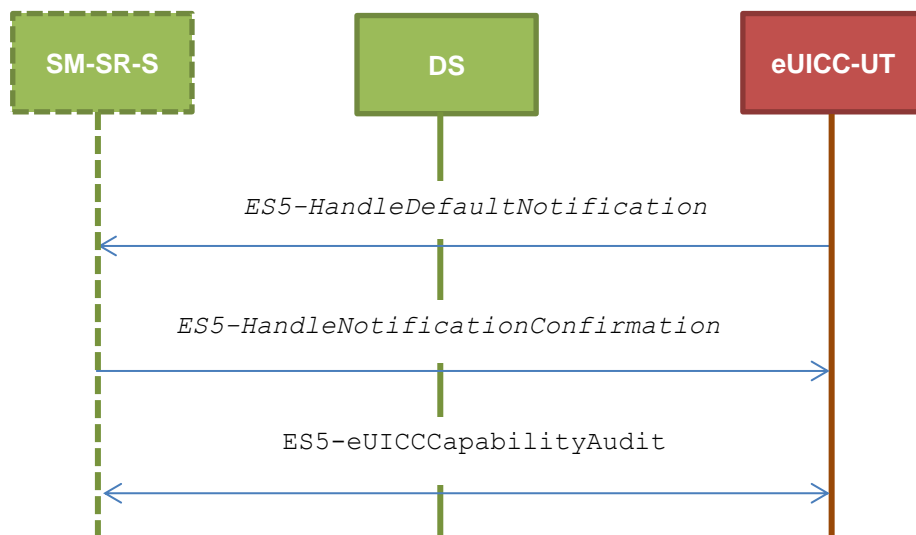 SM-SR-S
DS
eUICC-UT
ES5-HandleDefaultNotification
ES5-HandleNotificationConfirmation
ES5-eUICCCapabilityAudit